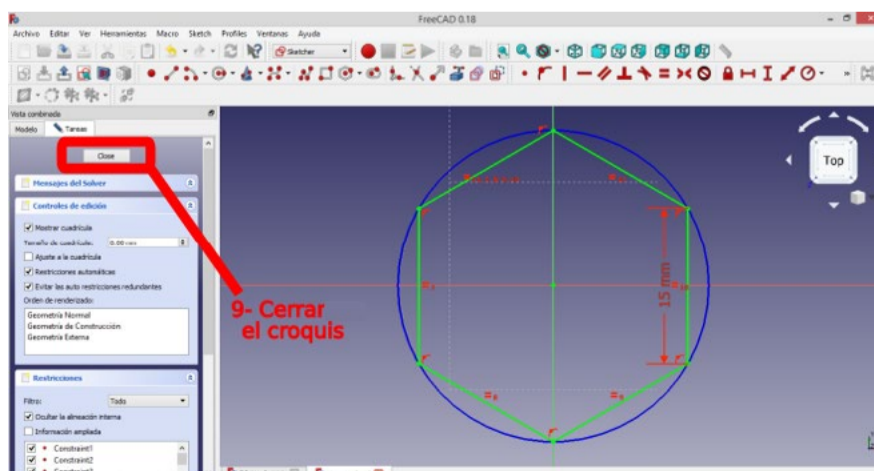 FreeCAD 0.18
Archivo Editar Ver Herramientas Macro Sketch Profiles Ventanas Ayuda
Sketcher
Vista combinada
Modelo Tareas
Close
Mensajes del Solver
Controles de edición
Mostrar cuadrícula
Tamaño de cuadrícula: 0.00 mm
Ajuste a la cuadrícula
Restricciones automáticas
Evitar las auto restricciones redundantes
Orden de renderizado:
Geometría Normal
Geometría de Construcción
Geometría Externa
Restricciones
Filtro: Todo
Ocultar la alineación interna
Información ampliada
Constraint1
Constraint2
9- Cerrar
el croquis
15 mm
Top